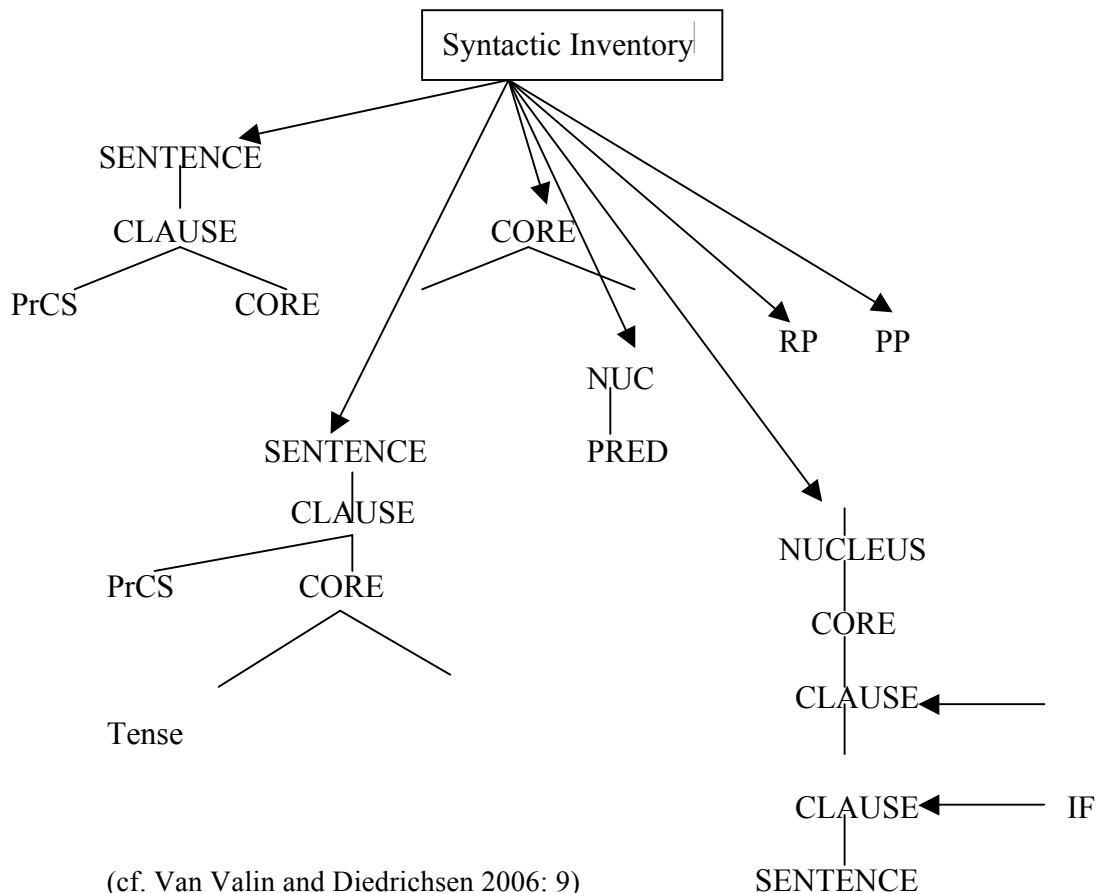 Syntactic Inventory
SENTENCE
CLAUSE
CORE
PrCS
CORE
RP PP
NUC
SENTENCE
PRED
CLAUSE
NUCLEUS
PrCS
CORE
CORE
CLAUSE
Tense
CLAUSE
IF
(cf. Van Valin and Diedrichsen 2006: 9)
SENTENCE